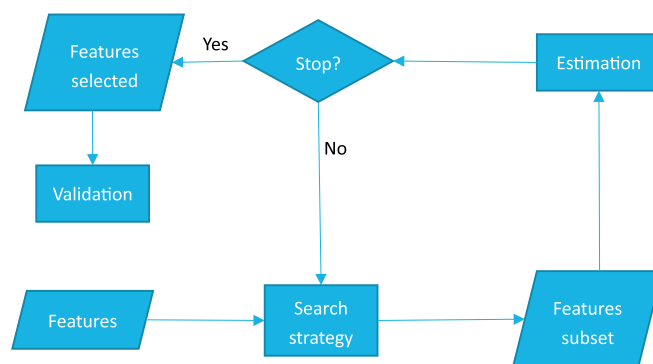 Features
selected
Yes
Stop?
Estimation
No
Validation
Features
Search
strategy
Features
subset